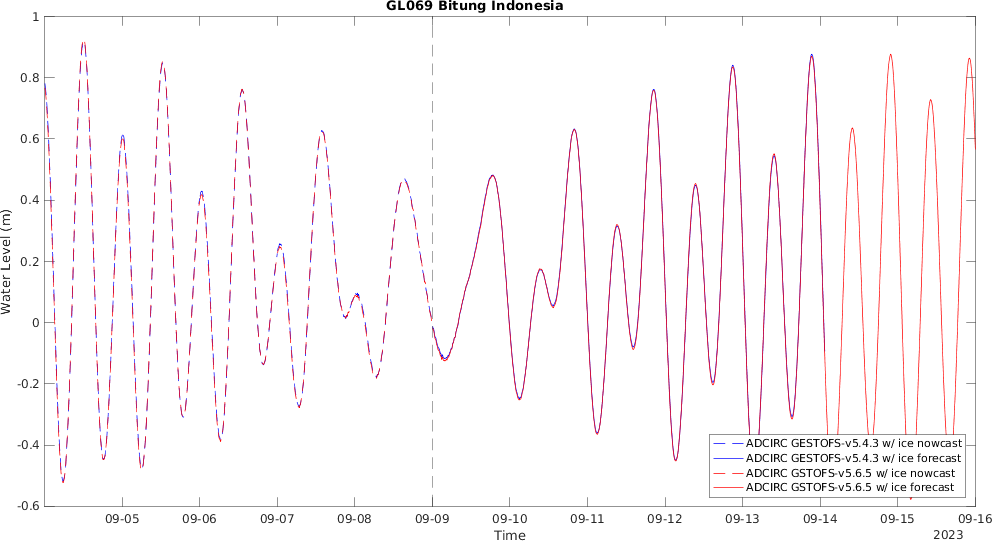 GL069 Bitung Indonesia
1
0.8
0.6
0.4
0.2
0
-0.2
-0.4
-0.6
Water Level (m)
09-05 09-06 09-07 09-08 09-09 09-10 09-11 09-12 09-13 09-14 09-15 09-16
Time
2023
ADCIRC GESTOFS-v5.4.3 w/ ice nowcast
ADCIRC GESTOFS-v5.4.3 w/ ice forecast
ADCIRC GSTOFS-v5.6.5 w/ ice nowcast
ADCIRC GSTOFS-v5.6.5 w/ ice forecast